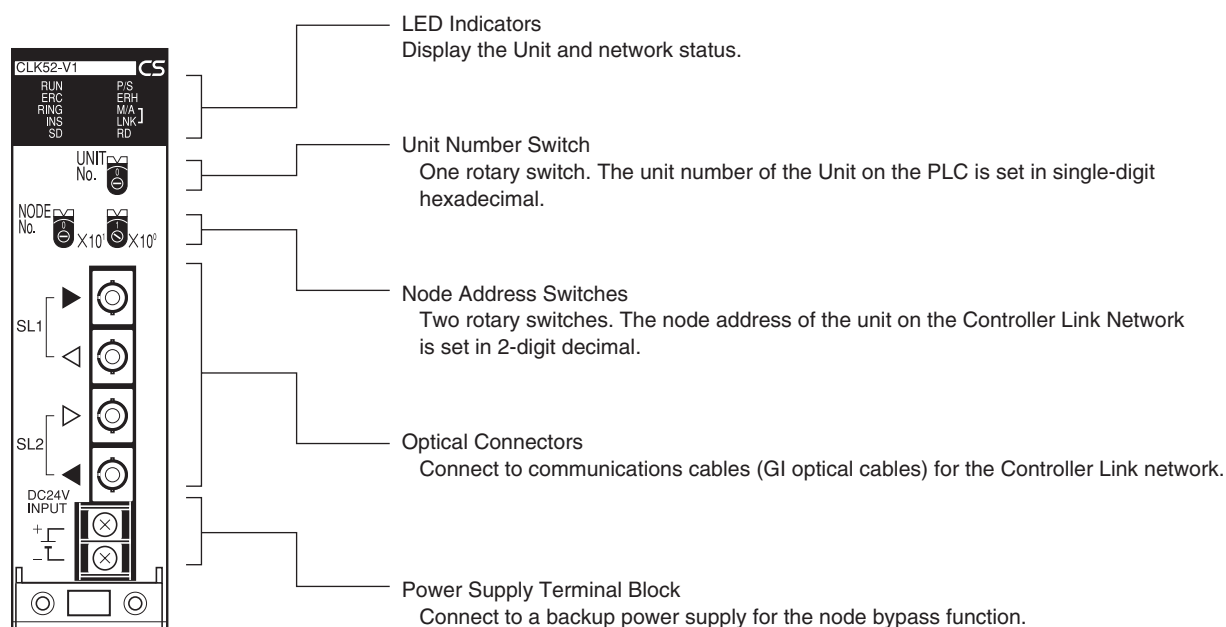 LED Indicators
Display the Unit and network status.
CLK52-V1 CS
RUN P/S
ERC ERH
RING M/A
INS LNK
SD RD
UNIT
No.
0
Unit Number Switch
One rotary switch. The unit number of the Unit on the PLC is set in single-digit
hexadecimal.
NODE
No.
0 ×10¹ 1 ×10⁰
Node Address Switches
Two rotary switches. The node address of the unit on the Controller Link Network
is set in 2-digit decimal.
SL1
SL2
Optical Connectors
Connect to communications cables (GI optical cables) for the Controller Link network.
DC24V
INPUT
+
−
Power Supply Terminal Block
Connect to a backup power supply for the node bypass function.